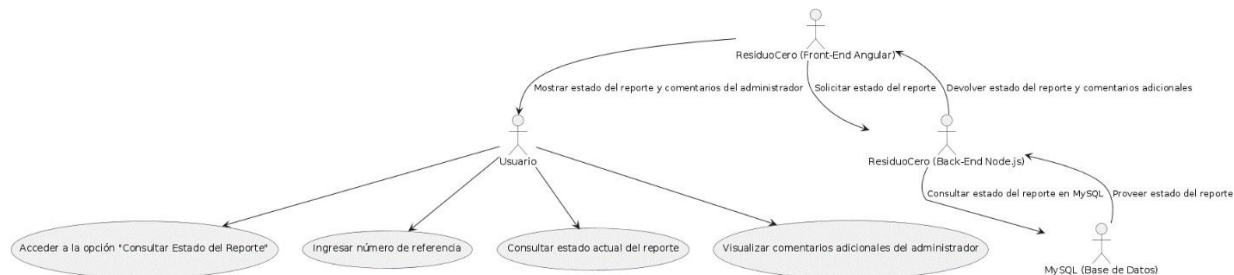 ResiduoCero (Front-End Angular)
Mostrar estado del reporte y comentarios del administrador
Solicitar estado del reporte
Devolver estado del reporte y comentarios adicionales
Usuario
ResiduoCero (Back-End Node.js)
Consultar estado del reporte en MySQL
Proveer estado del reporte
Acceder a la opción "Consultar Estado del Reporte"
Ingresar número de referencia
Consultar estado actual del reporte
Visualizar comentarios adicionales del administrador
MySQL (Base de Datos)